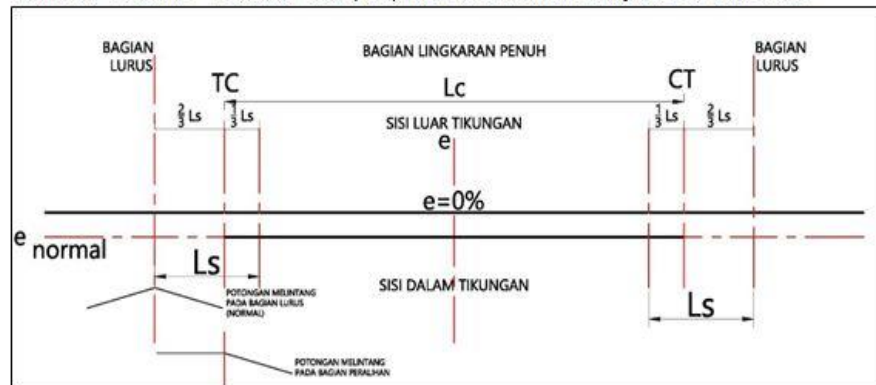 BAGIAN
LURUS
BAGIAN LINGKARAN PENUH
BAGIAN
LURUS
TC
CT
Lc
2/3 Ls
1/3 Ls
SISI LUAR TIKUNGAN
1/3 Ls
2/3 Ls
e
e=0%
e normal
Ls
SISI DALAM TIKUNGAN
Ls
POTONGAN MELINTANG
PADA BAGIAN LURUS
(NORMAL)
POTONGAN MELINTANG
PADA BAGIAN PERALIHAN